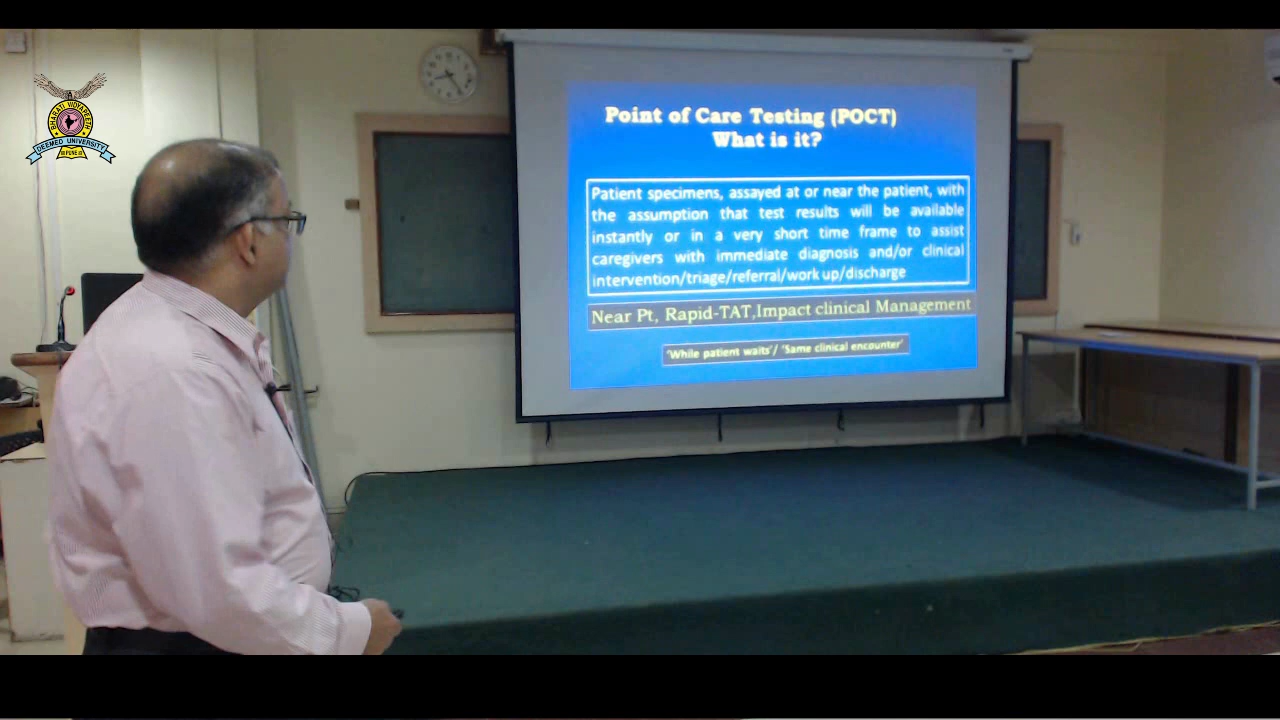 BHARATI VIDYAPEETH
DEEMED UNIVERSITY
Point of Care Testing (POCT)
What is it?
Patient specimens, assayed at or near the patient, with
the assumption that test results will be available
instantly or in a very short time frame to assist
caregivers with immediate diagnosis and/or clinical
intervention/triage/referral/work up/discharge
Near Pt, Rapid-TAT,Impact clinical Management
'While patient waits'/ 'Same clinical encounter'